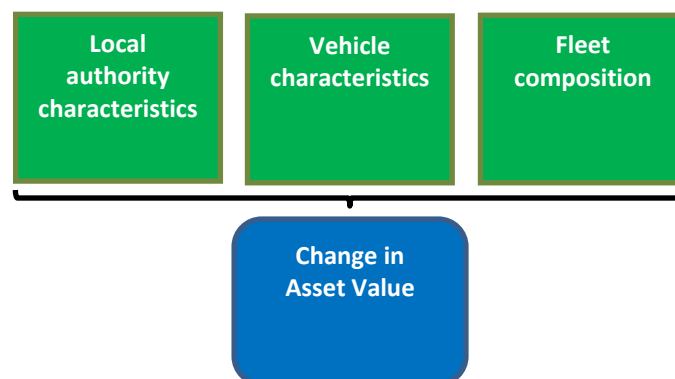 Local
authority
characteristics
Vehicle
characteristics
Fleet
composition
Change in
Asset Value